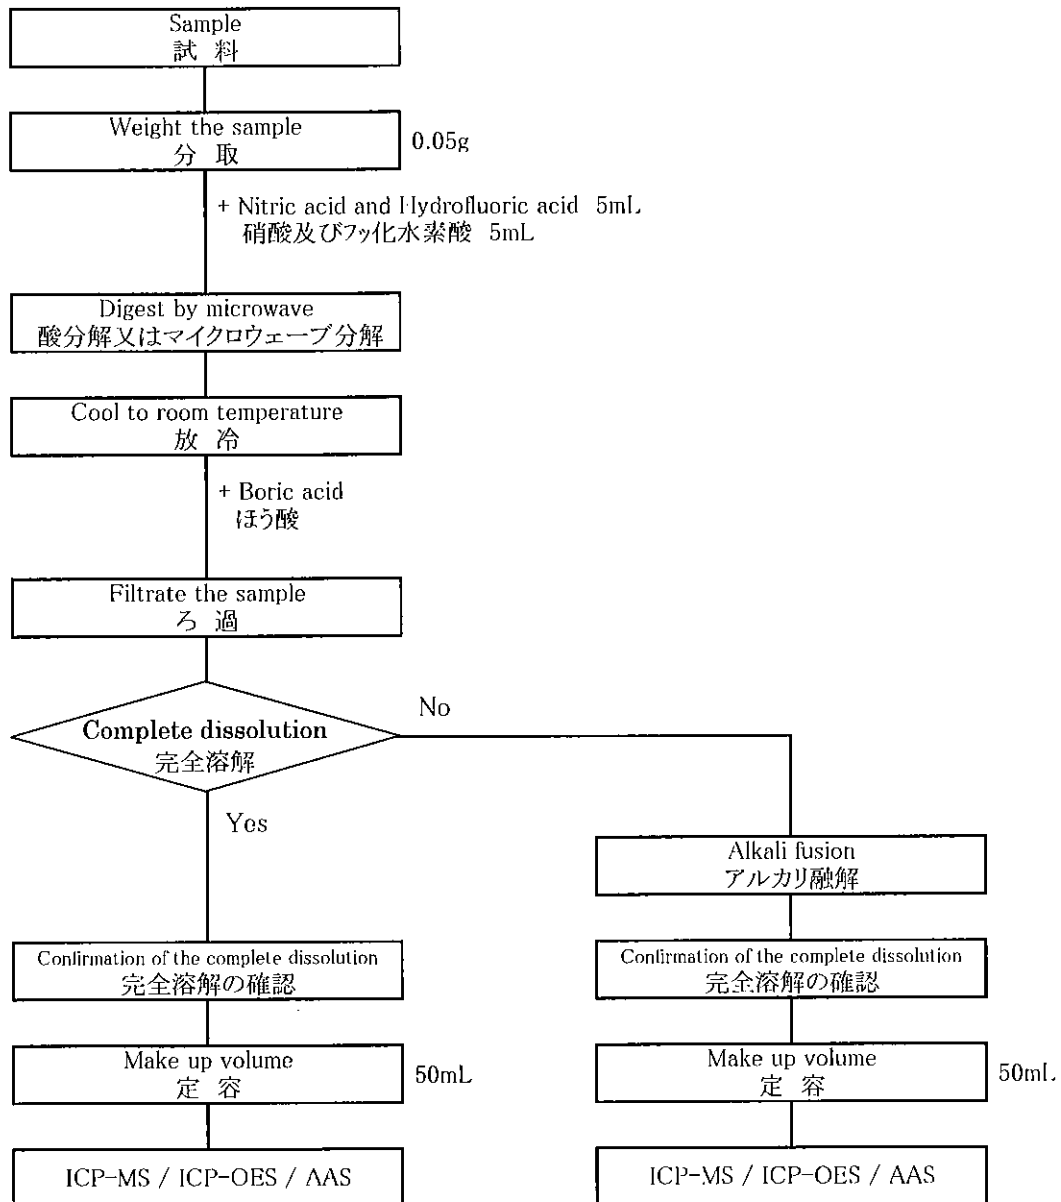 Sample
試 料
Weight the sample
分 取
0.05g
+ Nitric acid and Hydrofluoric acid 5mL
硝酸及びフッ化水素酸 5mL
Digest by microwave
酸分解又はマイクロウェーブ分解
Cool to room temperature
放 冷
+ Boric acid
ほう酸
Filtrate the sample
ろ 過
Complete dissolution
完全溶解
No
Yes
Alkali fusion
アルカリ融解
Confirmation of the complete dissolution
完全溶解の確認
Confirmation of the complete dissolution
完全溶解の確認
Make up volume
定 容
50mL
Make up volume
定 容
50mL
ICP-MS / ICP-OES / AAS
ICP-MS / ICP-OES / AAS